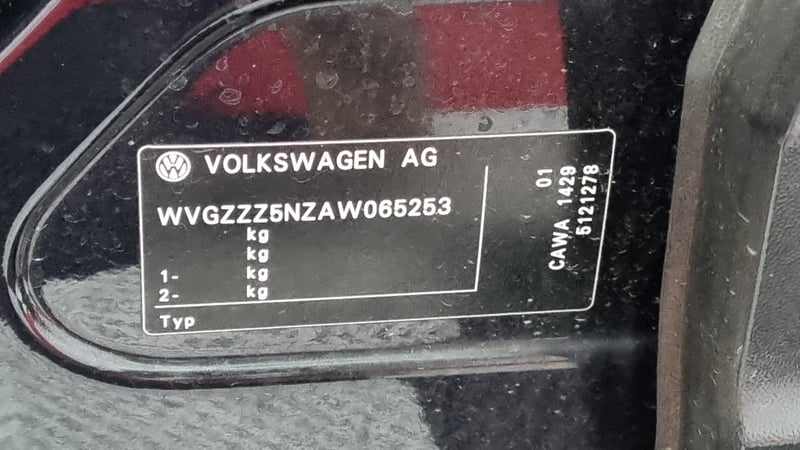 VOLKSWAGEN AG
WVGZZZ5NZAW065253
kg
kg
1- kg
2- kg
Typ
01
CAWA 1429
5121278